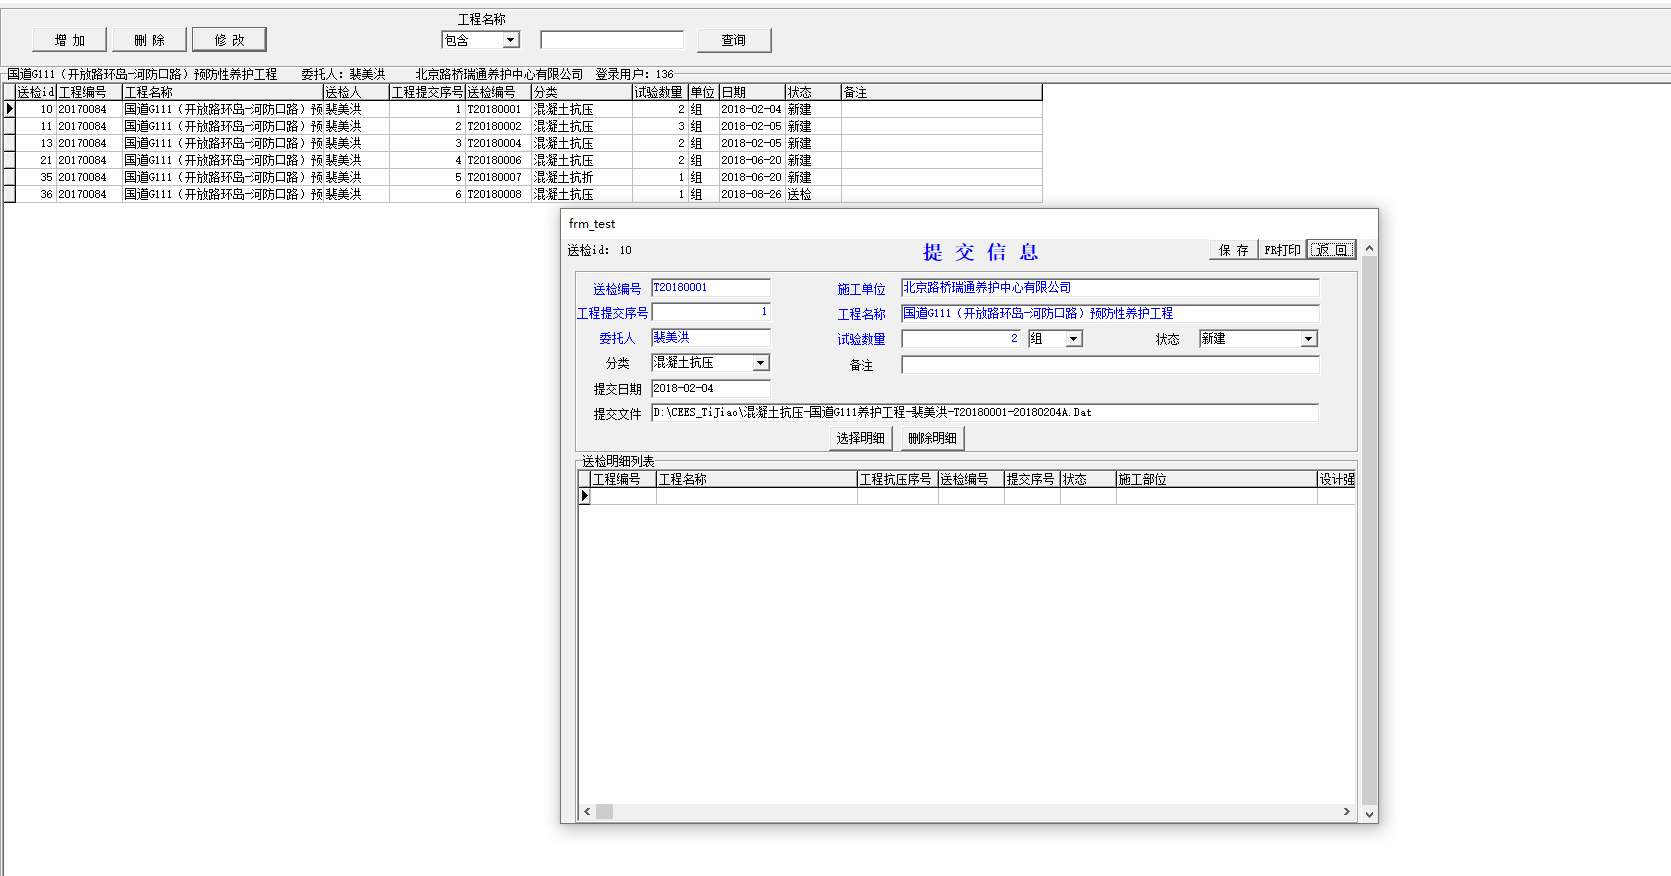 工程名称
增 加 删 除 修 改 包含 查询
国道G111（开放路环岛-河防口路）预防性养护工程 委托人: 裴美洪 北京路桥瑞通养护中心有限公司 登录用户: 136
送检id 工程编号 工程名称 送检人 工程提交序号 送检编号 分类 试验数量 单位 日期 状态 备注
10 20170084 国道G111（开放路环岛-河防口路）预 裴美洪 1 T20180001 混凝土抗压 2 组 2018-02-04 新建
11 20170084 国道G111（开放路环岛-河防口路）预 裴美洪 2 T20180002 混凝土抗压 3 组 2018-02-05 新建
13 20170084 国道G111（开放路环岛-河防口路）预 裴美洪 3 T20180004 混凝土抗压 2 组 2018-02-05 新建
21 20170084 国道G111（开放路环岛-河防口路）预 裴美洪 4 T20180006 混凝土抗压 2 组 2018-06-20 新建
35 20170084 国道G111（开放路环岛-河防口路）预 裴美洪 5 T20180007 混凝土抗折 1 组 2018-06-20 新建
36 20170084 国道G111（开放路环岛-河防口路）预 裴美洪 6 T20180008 混凝土抗压 1 组 2018-08-26 送检
frm_test
送检id: 10 提 交 信 息 保 存 FR打印 返 回
送检编号 T20180001 施工单位 北京路桥瑞通养护中心有限公司
工程提交序号 1 工程名称 国道G111（开放路环岛-河防口路）预防性养护工程
委托人 裴美洪 试验数量 2 组 状态 新建
分类 混凝土抗压 备注
提交日期 2018-02-04
提交文件 D:\CEES_TiJiao\混凝土抗压-国道G111养护工程-裴美洪-T20180001-20180204A.Dat
选择明细 删除明细
送检明细列表
工程编号 工程名称 工程抗压序号 送检编号 提交序号 状态 施工部位 设计强